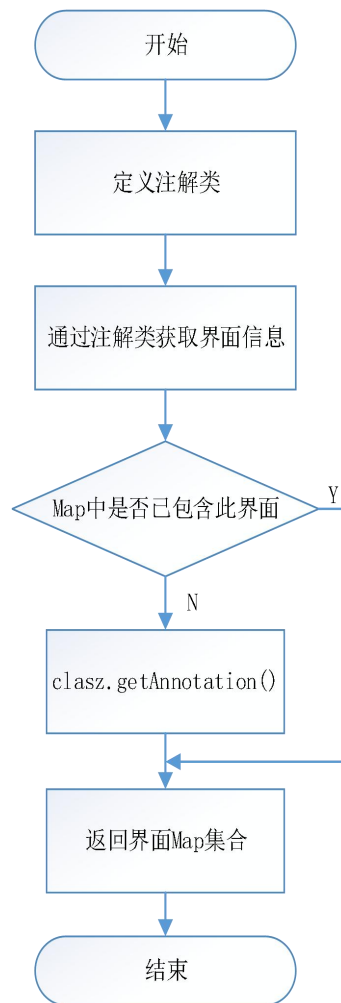 开始
定义注解类
通过注解类获取界面信息
Map中是否已包含此界面
Y
N
clasz.getAnnotation()
返回界面Map集合
结束